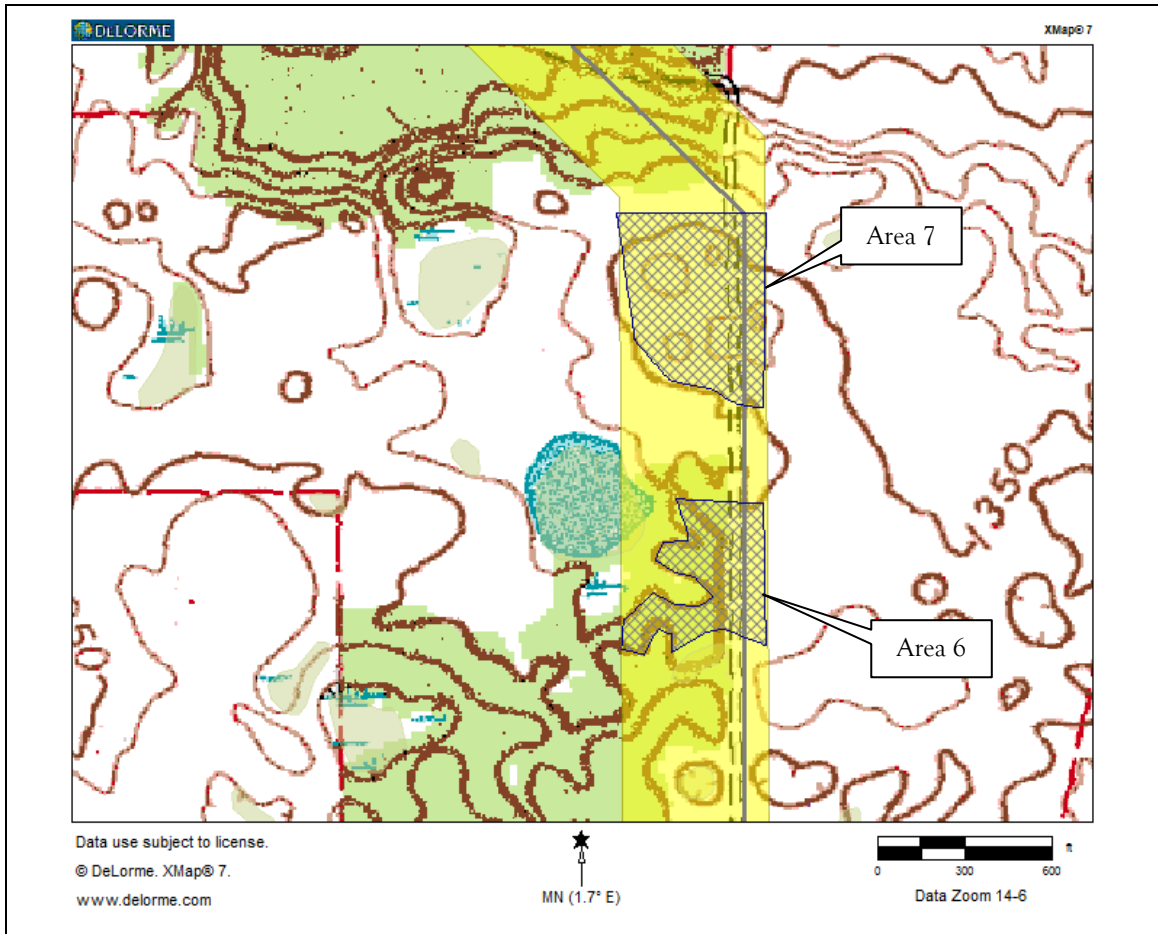 DELORME
XMap® 7
Area 7
1350
Area 6
50
Data use subject to license.
© DeLorme. XMap® 7.
www.delorme.com
MN (1.7° E)
ft
0 300 600
Data Zoom 14-6